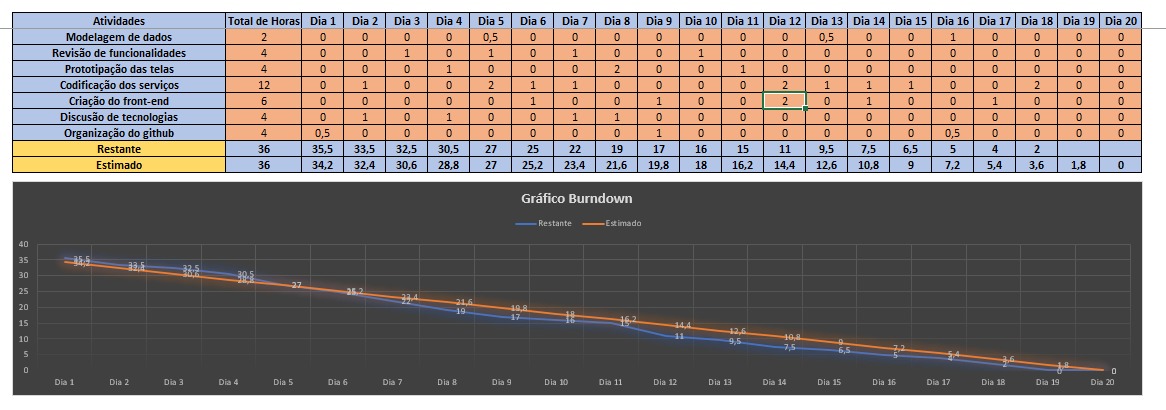 Atividades Total de Horas Dia 1 Dia 2 Dia 3 Dia 4 Dia 5 Dia 6 Dia 7 Dia 8 Dia 9 Dia 10 Dia 11 Dia 12 Dia 13 Dia 14 Dia 15 Dia 16 Dia 17 Dia 18 Dia 19 Dia 20
Modelagem de dados 2 0 0 0 0 0,5 0 0 0 0 0 0 0 0,5 0 0 1 0 0 0 0
Revisão de funcionalidades 4 0 0 1 0 1 0 1 0 0 1 0 0 0 0 0 0 0 0 0 0
Prototipação das telas 4 0 0 0 1 0 0 0 2 0 0 1 0 0 0 0 0 0 0 0 0
Codificação dos serviços 12 0 1 0 0 2 1 1 0 0 0 0 2 1 1 1 0 0 2 0 0
Criação do front-end 6 0 0 0 0 0 1 0 0 1 0 0 2 0 1 0 0 1 0 0 0
Discusão de tecnologias 4 0 1 0 1 0 0 1 1 0 0 0 0 0 0 0 0 0 0 0 0
Organização do github 4 0,5 0 0 0 0 0 0 0 1 0 0 0 0 0 0 0,5 0 0 0 0
Restante 36 35,5 33,5 32,5 30,5 27 25 22 19 17 16 15 11 9,5 7,5 6,5 5 4 2
Estimado 36 34,2 32,4 30,6 28,8 27 25,2 23,4 21,6 19,8 18 16,2 14,4 12,6 10,8 9 7,2 5,4 3,6 1,8 0
Gráfico Burndown
Restante Estimado
40
35
30
25
20
15
10
5
0
35,5 33,5 32,5 30,5 27 25 22 19 17 16 15 11 9,5 7,5 6,5 5 4 2 0 0
34,2 32,4 30,6 28,8 27 25,2 23,4 21,6 19,8 18 16,2 14,4 12,6 10,8 9 7,2 5,4 3,6 1,8 0
Dia 1 Dia 2 Dia 3 Dia 4 Dia 5 Dia 6 Dia 7 Dia 8 Dia 9 Dia 10 Dia 11 Dia 12 Dia 13 Dia 14 Dia 15 Dia 16 Dia 17 Dia 18 Dia 19 Dia 20